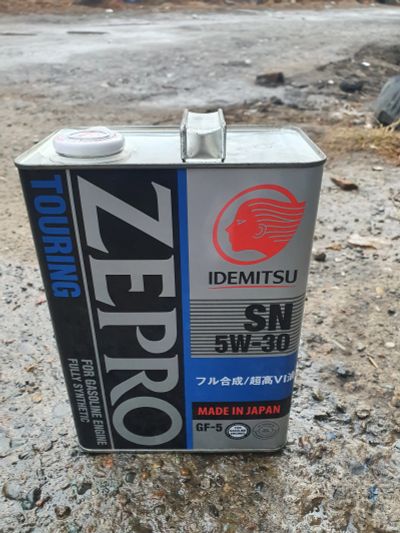 TOURING
ZEPRO
FOR GASOLINE ENGINE
FULLY SYNTHETIC
IDEMITSU
SN
5W-30
フル合成/超高VI油
MADE IN JAPAN
GF-5